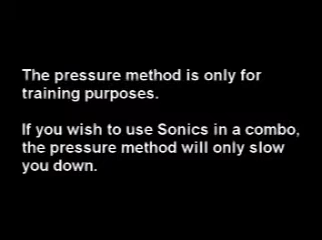 The pressure method is only for
training purposes.
If you wish to use Sonics in a combo,
the pressure method will only slow
you down.